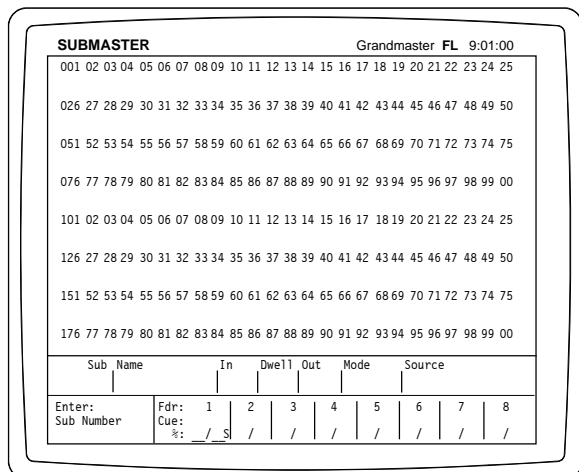 SUBMASTER Grandmaster FL 9:01:00
001 02 03 04 05 06 07 08 09 10 11 12 13 14 15 16 17 18 19 20 21 22 23 24 25
026 27 28 29 30 31 32 33 34 35 36 37 38 39 40 41 42 43 44 45 46 47 48 49 50
051 52 53 54 55 56 57 58 59 60 61 62 63 64 65 66 67 68 69 70 71 72 73 74 75
076 77 78 79 80 81 82 83 84 85 86 87 88 89 90 91 92 93 94 95 96 97 98 99 00
101 02 03 04 05 06 07 08 09 10 11 12 13 14 15 16 17 18 19 20 21 22 23 24 25
126 27 28 29 30 31 32 33 34 35 36 37 38 39 40 41 42 43 44 45 46 47 48 49 50
151 52 53 54 55 56 57 58 59 60 61 62 63 64 65 66 67 68 69 70 71 72 73 74 75
176 77 78 79 80 81 82 83 84 85 86 87 88 89 90 91 92 93 94 95 96 97 98 99 00
Sub Name In Dwell Out Mode Source
Enter: Fdr: 1 2 3 4 5 6 7 8
Sub Number Cue:
%: __/__S / / / / / / /